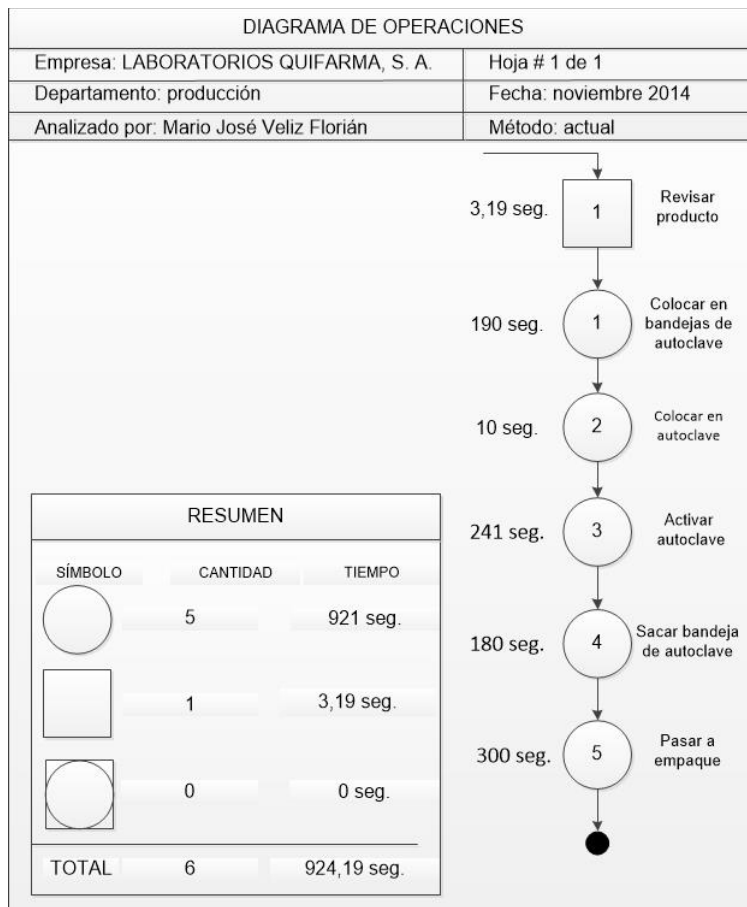 DIAGRAMA DE OPERACIONES
Empresa: LABORATORIOS QUIFARMA, S. A.
Hoja # 1 de 1
Departamento: producción
Fecha: noviembre 2014
Analizado por: Mario José Veliz Florián
Método: actual
3,19 seg.
1
Revisar
producto
190 seg.
1
Colocar en
bandejas de
autoclave
10 seg.
2
Colocar en
autoclave
241 seg.
3
Activar
autoclave
180 seg.
4
Sacar bandeja
de autoclave
300 seg.
5
Pasar a
empaque
RESUMEN
SÍMBOLO CANTIDAD TIEMPO
5 921 seg.
1 3,19 seg.
0 0 seg.
TOTAL 6 924,19 seg.